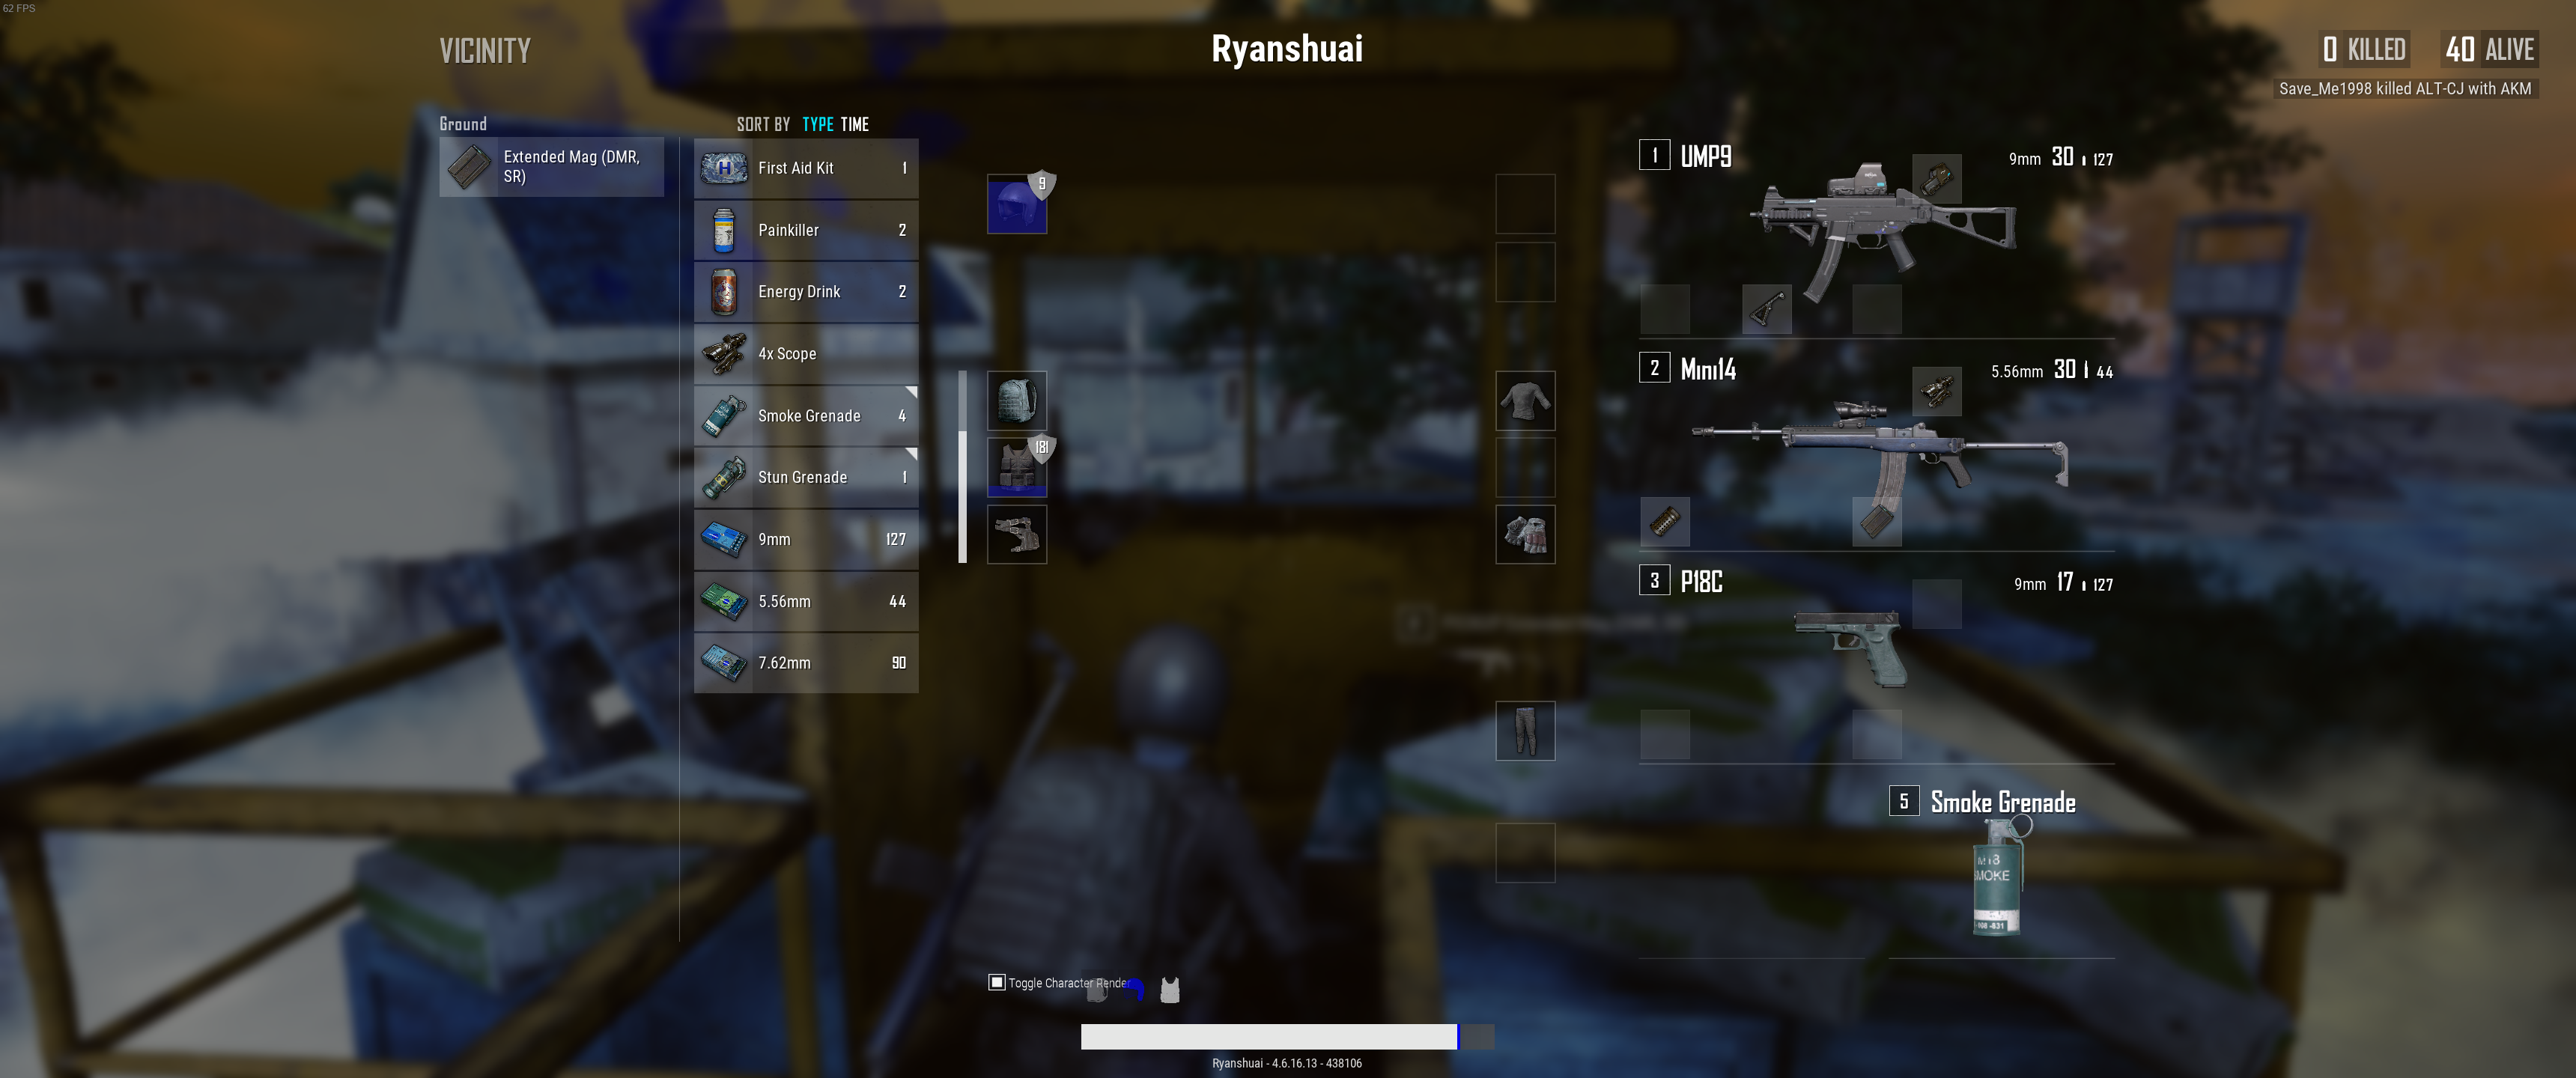 62 FPS
VICINITY
Ryanshuai
0 KILLED 40 ALIVE
Save_Me1998 killed ALT-CJ with AKM
Ground
Extended Mag (DMR,
SR)
SORT BY TYPE TIME
First Aid Kit 1
Painkiller 2
Energy Drink 2
4x Scope
Smoke Grenade 4
Stun Grenade 1
9mm 127
5.56mm 44
7.62mm 90
9
181
1 UMP9 9mm 30 127
2 Mini14 5.56mm 30 44
3 P18C 9mm 17 127
5 Smoke Grenade
M18
SMOKE
Toggle Character Render
Ryanshuai - 4.6.16.13 - 438106